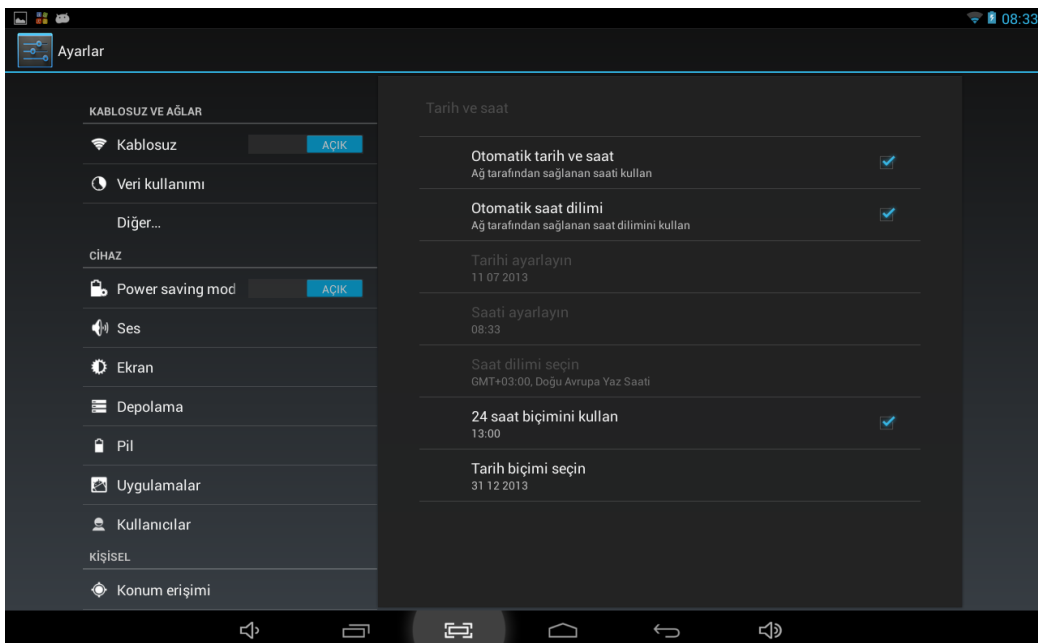 08:33
Ayarlar
KABLOSUZ VE AĞLAR
Kablosuz AÇIK
Veri kullanımı
Diğer...
CİHAZ
Power saving mod AÇIK
Ses
Ekran
Depolama
Pil
Uygulamalar
Kullanıcılar
KİŞİSEL
Konum erişimi
Tarih ve saat
Otomatik tarih ve saat
Ağ tarafından sağlanan saati kullan
Otomatik saat dilimi
Ağ tarafından sağlanan saat dilimini kullan
Tarihi ayarlayın
11 07 2013
Saati ayarlayın
08:33
Saat dilimi seçin
GMT+03:00, Doğu Avrupa Yaz Saati
24 saat biçimini kullan
13:00
Tarih biçimi seçin
31 12 2013